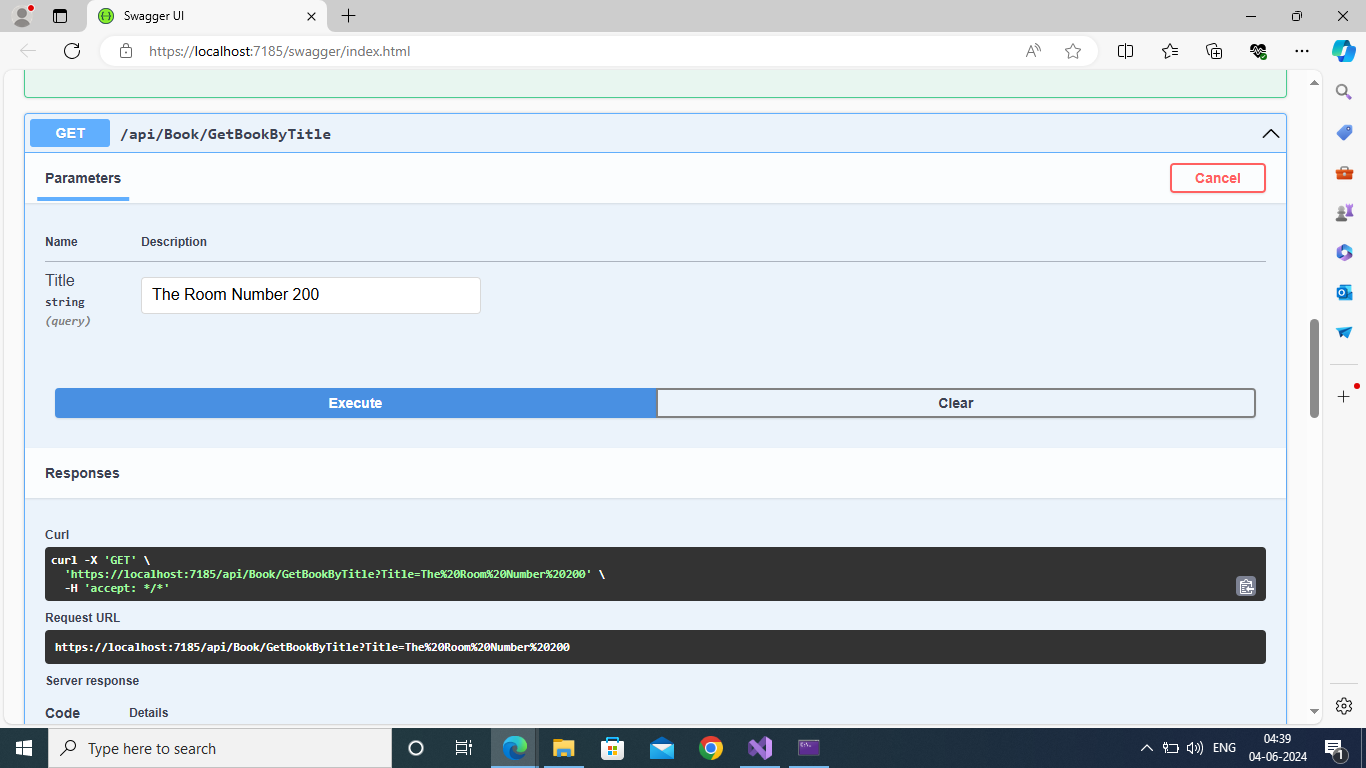 Swagger UI
https://localhost:7185/swagger/index.html
GET /api/Book/GetBookByTitle
Parameters
Cancel
Name Description
Title
string
(query)
The Room Number 200
Execute Clear
Responses
Curl
curl -X 'GET' \
'https://localhost:7185/api/Book/GetBookByTitle?Title=The%20Room%20Number%20200' \
-H 'accept: */*'
Request URL
https://localhost:7185/api/Book/GetBookByTitle?Title=The%20Room%20Number%20200
Server response
Code Details
Type here to search
ENG
04:39
04-06-2024
1